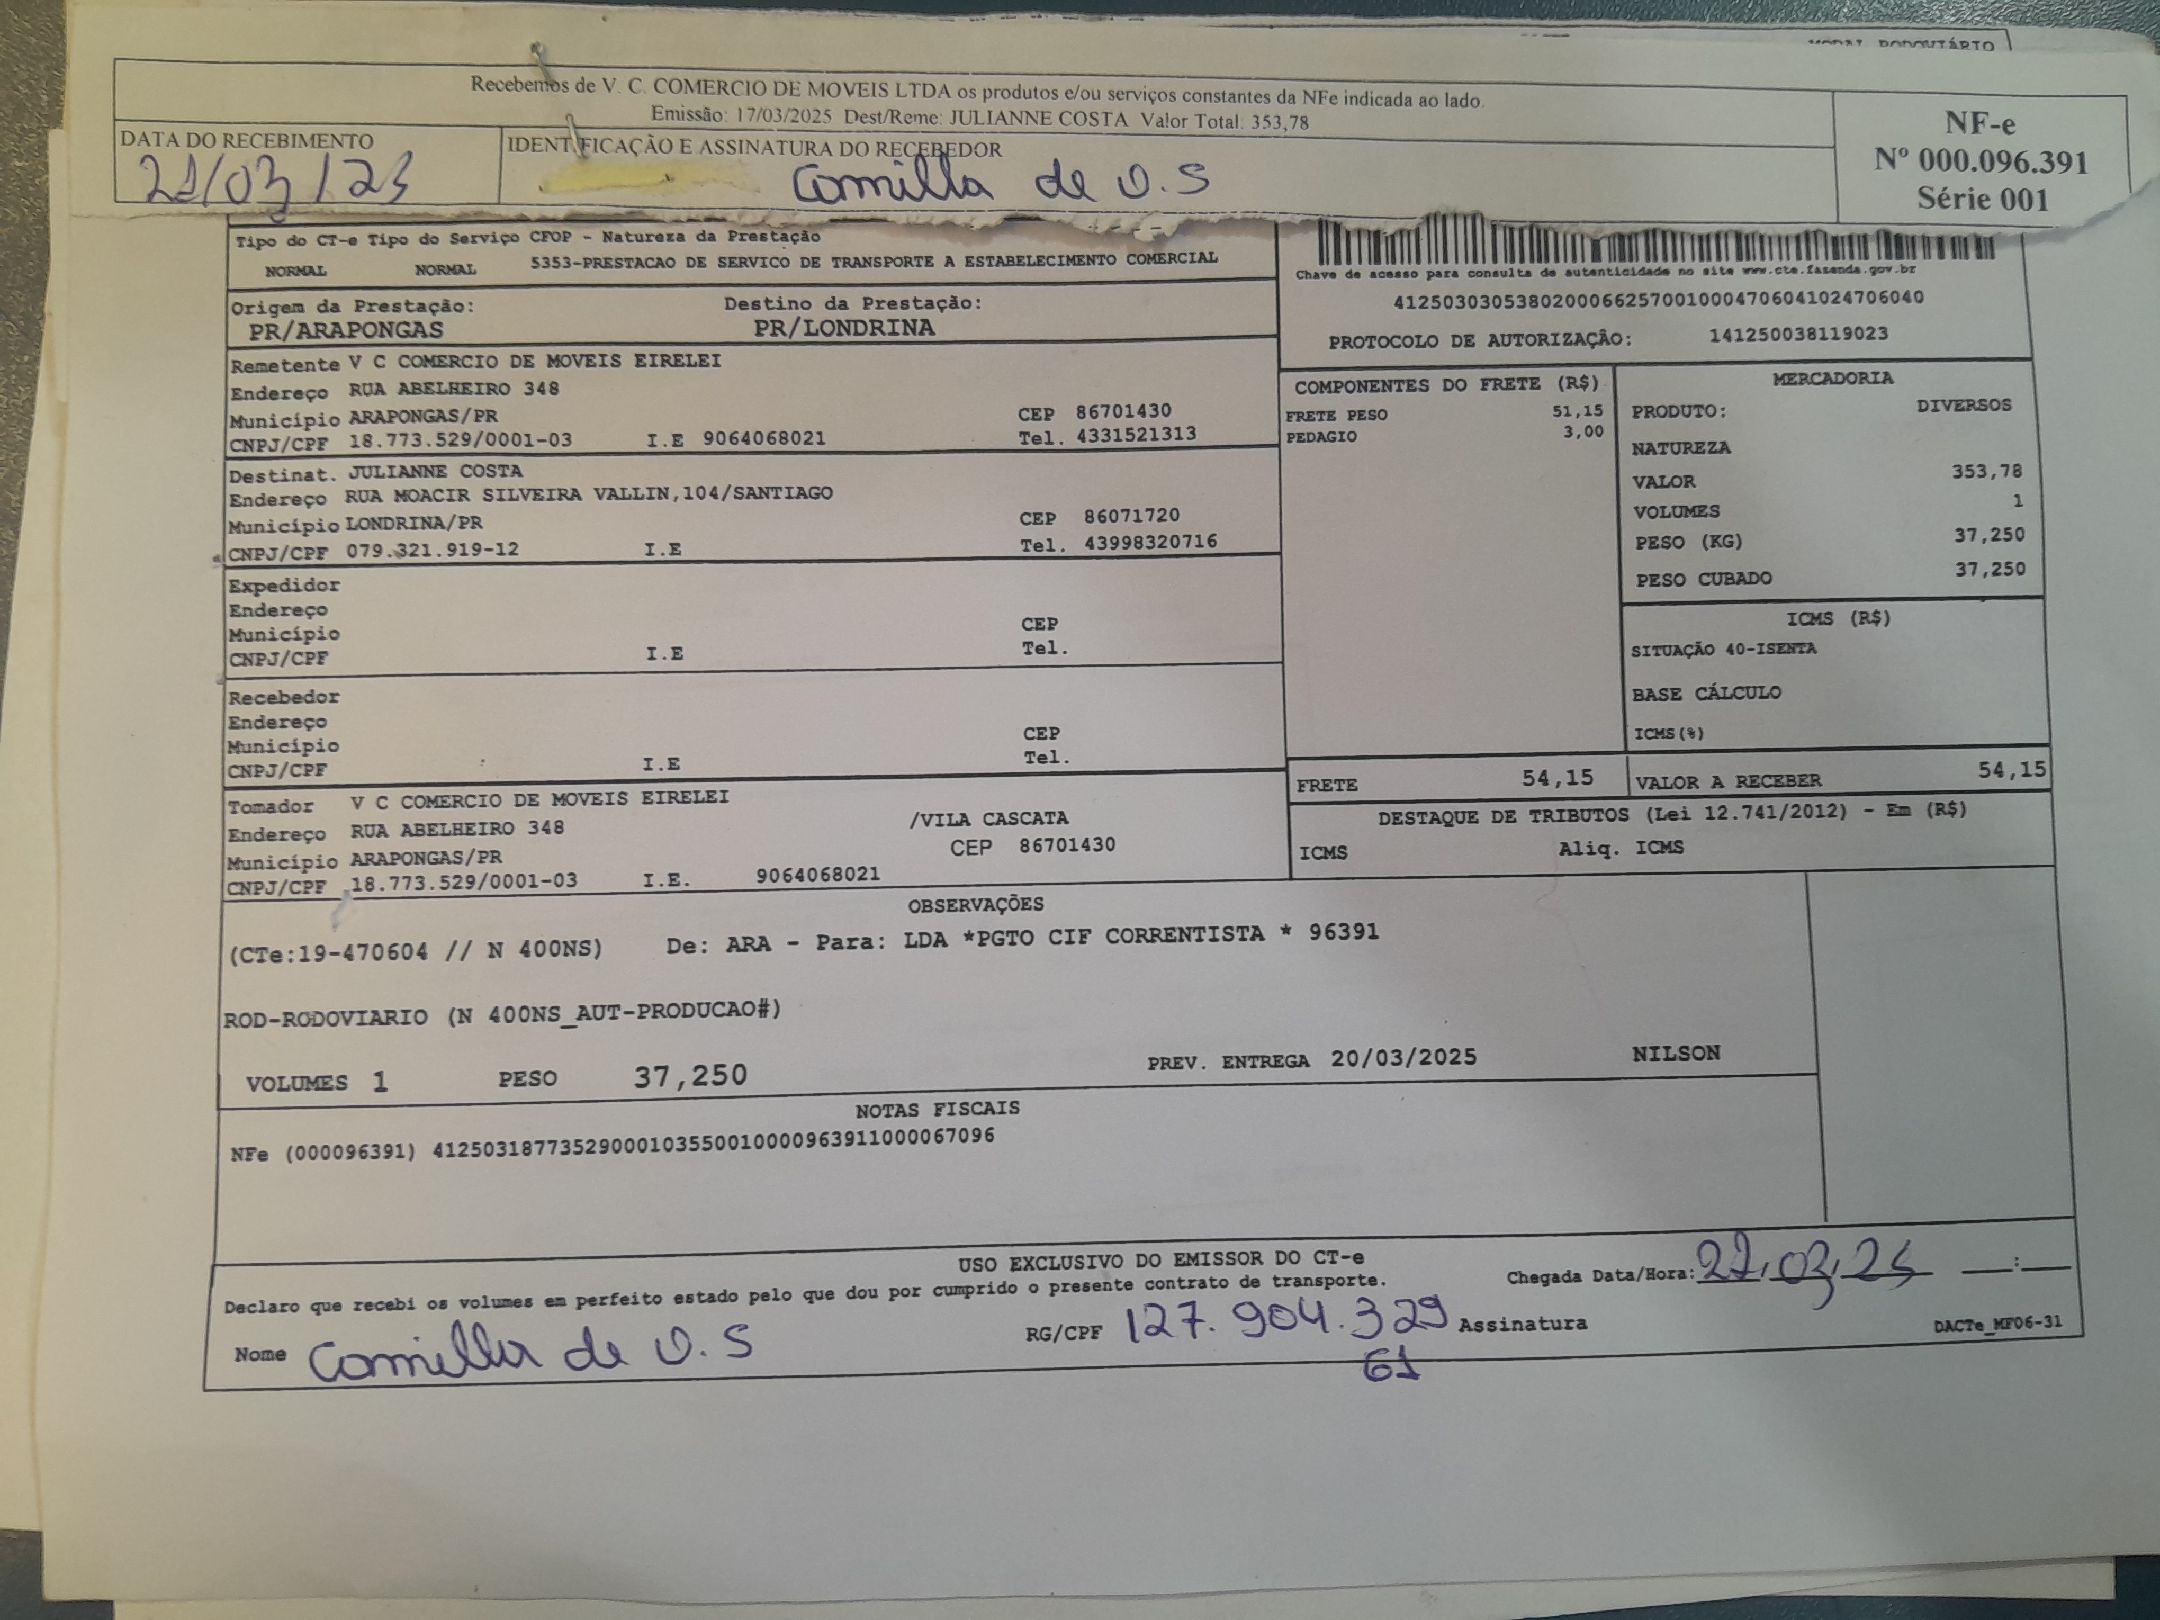 MODAL RODOVIÁRIO
Recebemos de V. C. COMERCIO DE MOVEIS LTDA os produtos e/ou serviços constantes da NFe indicada ao lado.
Emissão: 17/03/2025 Dest/Reme: JULIANNE COSTA Valor Total: 353,78
NF-e
Nº 000.096.391
Série 001
DATA DO RECEBIMENTO
IDENTIFICAÇÃO E ASSINATURA DO RECEBEDOR
Comilla de O.S
Tipo do CT-e Tipo do Serviço CFOP - Natureza da Prestação
NORMAL NORMAL 5353-PRESTACAO DE SERVICO DE TRANSPORTE A ESTABELECIMENTO COMERCIAL
Chave de acesso para consulta de autenticidade no site www.cte.fazenda.gov.br
41250303053802000662570010004706041024706040
PROTOCOLO DE AUTORIZAÇÃO: 141250038119023
Origem da Prestação: Destino da Prestação:
PR/ARAPONGAS PR/LONDRINA
Remetente V C COMERCIO DE MOVEIS EIRELEI
Endereço RUA ABELHEIRO 348
Município ARAPONGAS/PR CEP 86701430
CNPJ/CPF 18.773.529/0001-03 I.E 9064068021 Tel. 4331521313
Destinat. JULIANNE COSTA
Endereço RUA MOACIR SILVEIRA VALLIN,104/SANTIAGO
Município LONDRINA/PR CEP 86071720
CNPJ/CPF 079.321.919-12 I.E Tel. 43998320716
Expedidor
Endereço
Município CEP
CNPJ/CPF I.E Tel.
Recebedor
Endereço
Município CEP
CNPJ/CPF I.E Tel.
Tomador V C COMERCIO DE MOVEIS EIRELEI
Endereço RUA ABELHEIRO 348 /VILA CASCATA
Município ARAPONGAS/PR CEP 86701430
CNPJ/CPF 18.773.529/0001-03 I.E. 9064068021
COMPONENTES DO FRETE (R$)
FRETE PESO 51,15
PEDAGIO 3,00
MERCADORIA
PRODUTO: DIVERSOS
NATUREZA
VALOR 353,78
VOLUMES 1
PESO (KG) 37,250
PESO CUBADO 37,250
ICMS (R$)
SITUAÇÃO 40-ISENTA
BASE CÁLCULO
ICMS(%)
FRETE 54,15 VALOR A RECEBER 54,15
DESTAQUE DE TRIBUTOS (Lei 12.741/2012) - Em (R$)
ICMS Aliq. ICMS
OBSERVAÇÕES
(CTe:19-470604 // N 400NS) De: ARA - Para: LDA *PGTO CIF CORRENTISTA * 96391
ROD-RODOVIARIO (N 400NS_AUT-PRODUCAO#)
VOLUMES 1 PESO 37,250 PREV. ENTREGA 20/03/2025 NILSON
NOTAS FISCAIS
NFe (000096391) 41250318773529000103550010000963911000067096
USO EXCLUSIVO DO EMISSOR DO CT-e
Declaro que recebi os volumes em perfeito estado pelo que dou por cumprido o presente contrato de transporte.
Chegada Data/Hora: __:__
Nome Comilla de O.S RG/CPF 127.904.329 Assinatura
61
DACTe_MF06-31